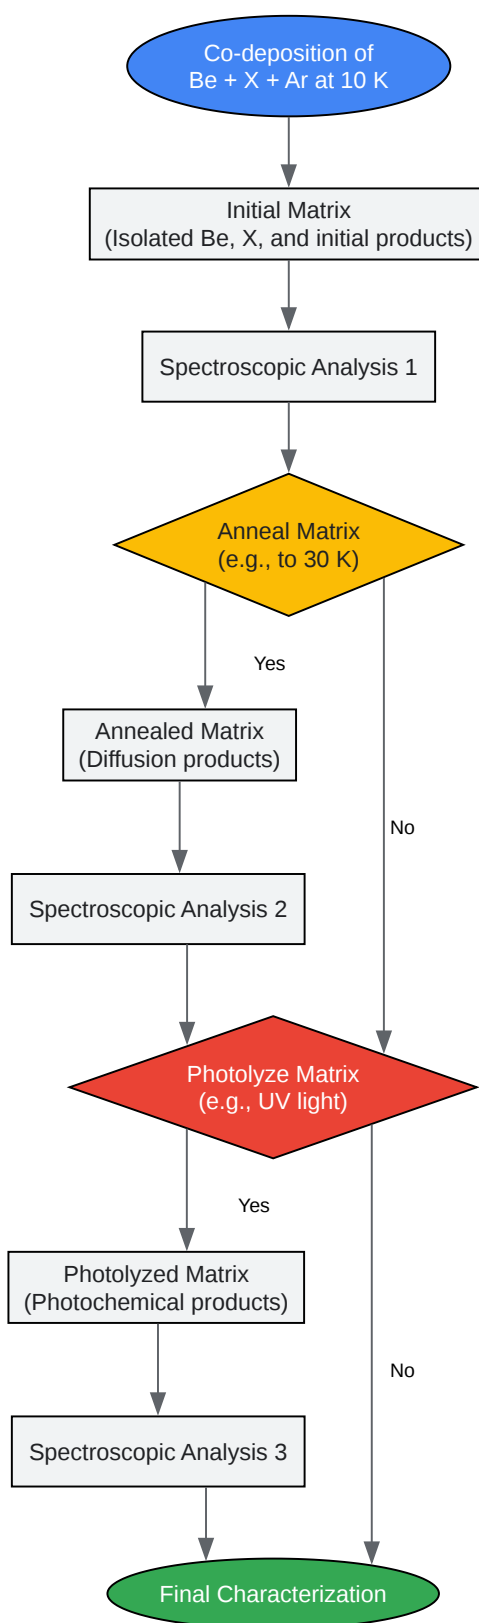 Co-deposition of
Be + X + Ar at 10 K
Initial Matrix
(Isolated Be, X, and initial products)
Spectroscopic Analysis 1
Anneal Matrix
(e.g., to 30 K)
Yes
Annealed Matrix
(Diffusion products)
No
Spectroscopic Analysis 2
Photolyze Matrix
(e.g., UV light)
Yes
Photolyzed Matrix
(Photochemical products)
No
Spectroscopic Analysis 3
Final Characterization